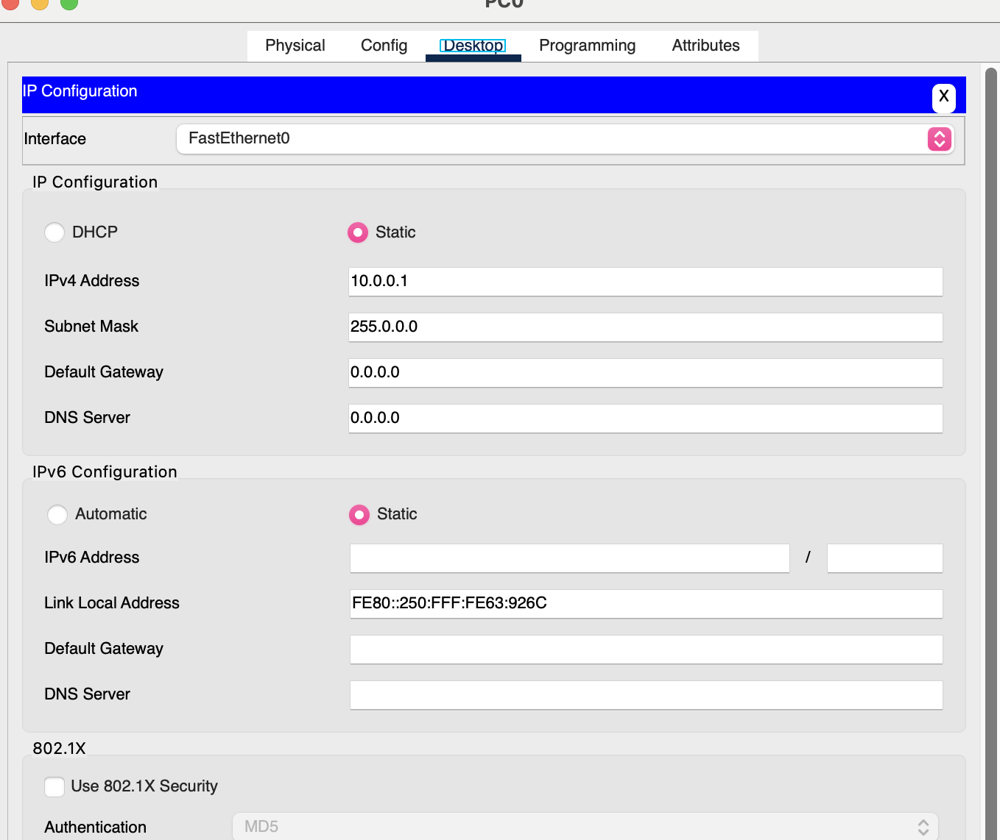 PC0
Physical Config Desktop Programming Attributes
IP Configuration
X
Interface FastEthernet0
IP Configuration
DHCP Static
IPv4 Address 10.0.0.1
Subnet Mask 255.0.0.0
Default Gateway 0.0.0.0
DNS Server 0.0.0.0
IPv6 Configuration
Automatic Static
IPv6 Address /
Link Local Address FE80::250:FFF:FE63:926C
Default Gateway
DNS Server
802.1X
Use 802.1X Security
Authentication MD5